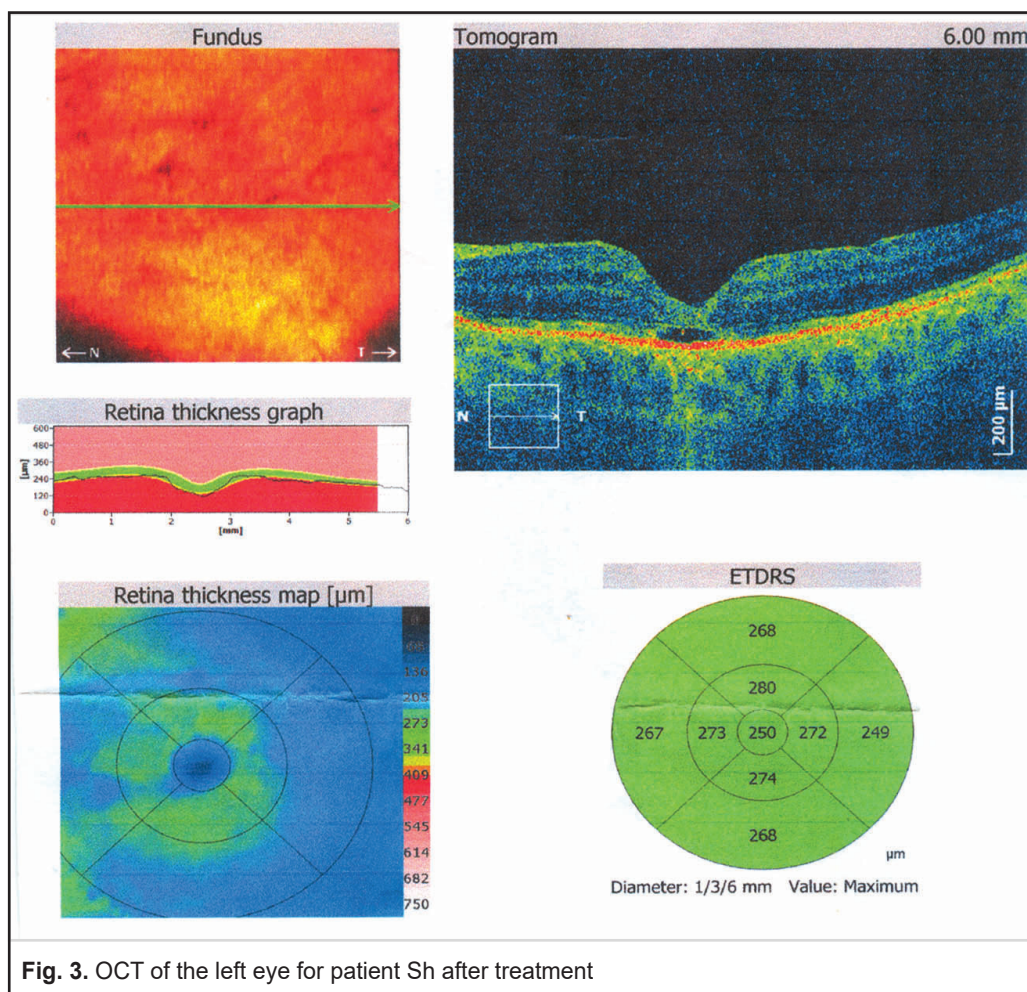 Fundus
Tomogram 6.00 mm
← N T →
N T
200 µm
Retina thickness graph
[µm]
600
480
360
240
120
0
0 1 2 3 4 5 6
[mm]
Retina thickness map [µm]
0
136
205
273
341
409
477
545
614
682
750
ETDRS
268
280
267 273 250 272 249
274
268
µm
Diameter: 1/3/6 mm Value: Maximum
Fig. 3. OCT of the left eye for patient Sh after treatment